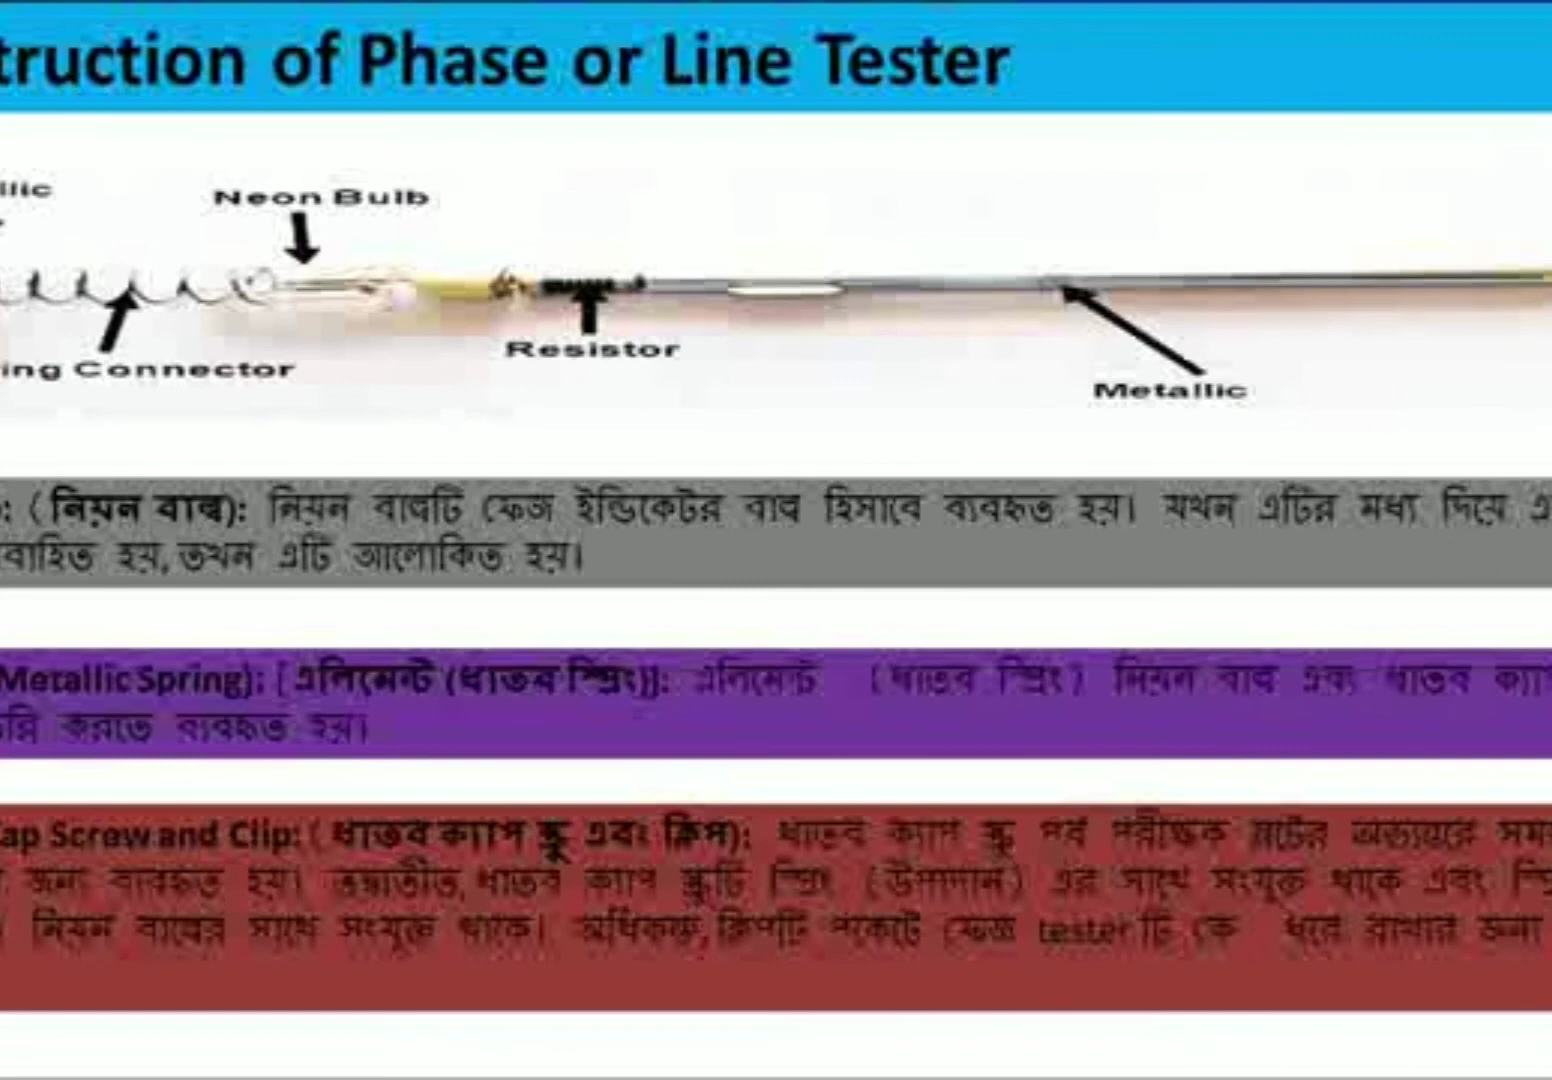 truction of Phase or Line Tester
llic
Neon Bulb
ing Connector
Resistor
Metallic
: (নিয়ন বাল্ব): নিয়ন বাল্বটি ফেজ ইন্ডিকেটর বাল্ব হিসাবে ব্যবহৃত হয়। যখন এটির মধ্য দিয়ে এ
বাহিত হয়, তখন এটি আলোকিত হয়।
Metallic Spring): [এলিমেন্ট (ধাতব স্প্রিং)]: এলিমেন্ট (ধাতব স্প্রিং) নিয়ন বাল্ব এবং ধাতব ক্যাপ
করতে ব্যবহৃত হয়।
ap Screw and Clip: (ধাতব ক্যাপ স্ক্রু এবং ক্লিপ): ধাতব ক্যাপ স্ক্রু পর্ব পরীক্ষক রডের অভ্যন্তরে
জন্য ব্যবহৃত হয়। তদ্ব্যতীত, ধাতব ক্যাপ স্ক্রুটি স্প্রিং (উপাদান) এর সাথে সংযুক্ত থাকে এবং
নিয়ন বাল্বের সাথে সংযুক্ত থাকে। অধিকন্তু, ক্লিপটি পকেটে ফেজ tester টি কে ধরে রাখার জন্য